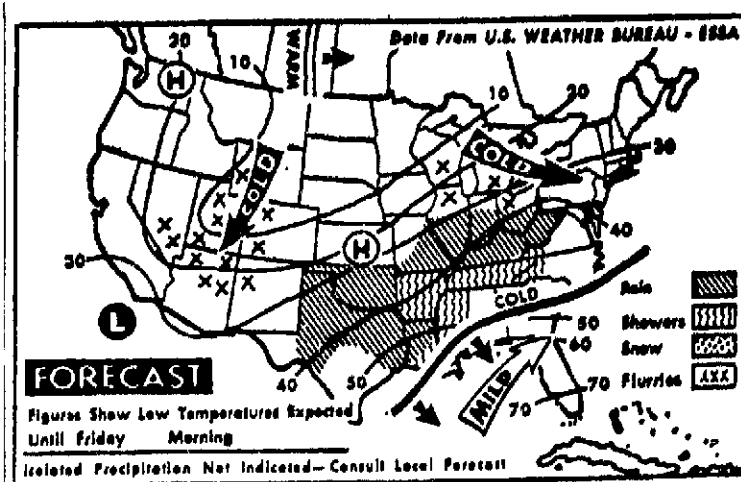 20
WARM
Data From U.S. WEATHER BUREAU - ESSA
H
10
10
20
COLD
COLD
30
H
40
30
COLD
Rain
L
50
Showers
60
Snow
FORECAST
40
50
MILD
70
70
Flurries
XXX
Figures Show Low Temperatures Expected
Until Friday Morning
Isolated Precipitation Not Indicated—Consult Local Forecast